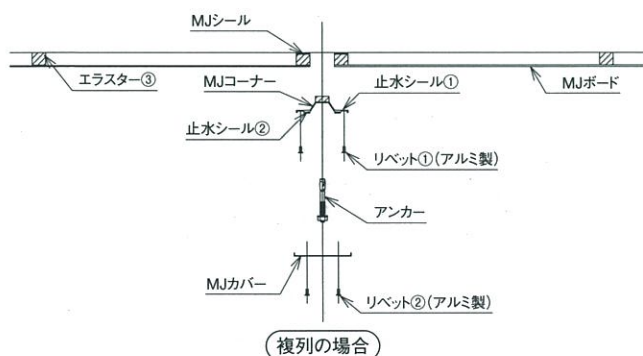 MJシール
エラスター③
MJコーナー
止水シール①
MJボード
止水シール②
リベット①(アルミ製)
アンカー
MJカバー
リベット②(アルミ製)
複列の場合